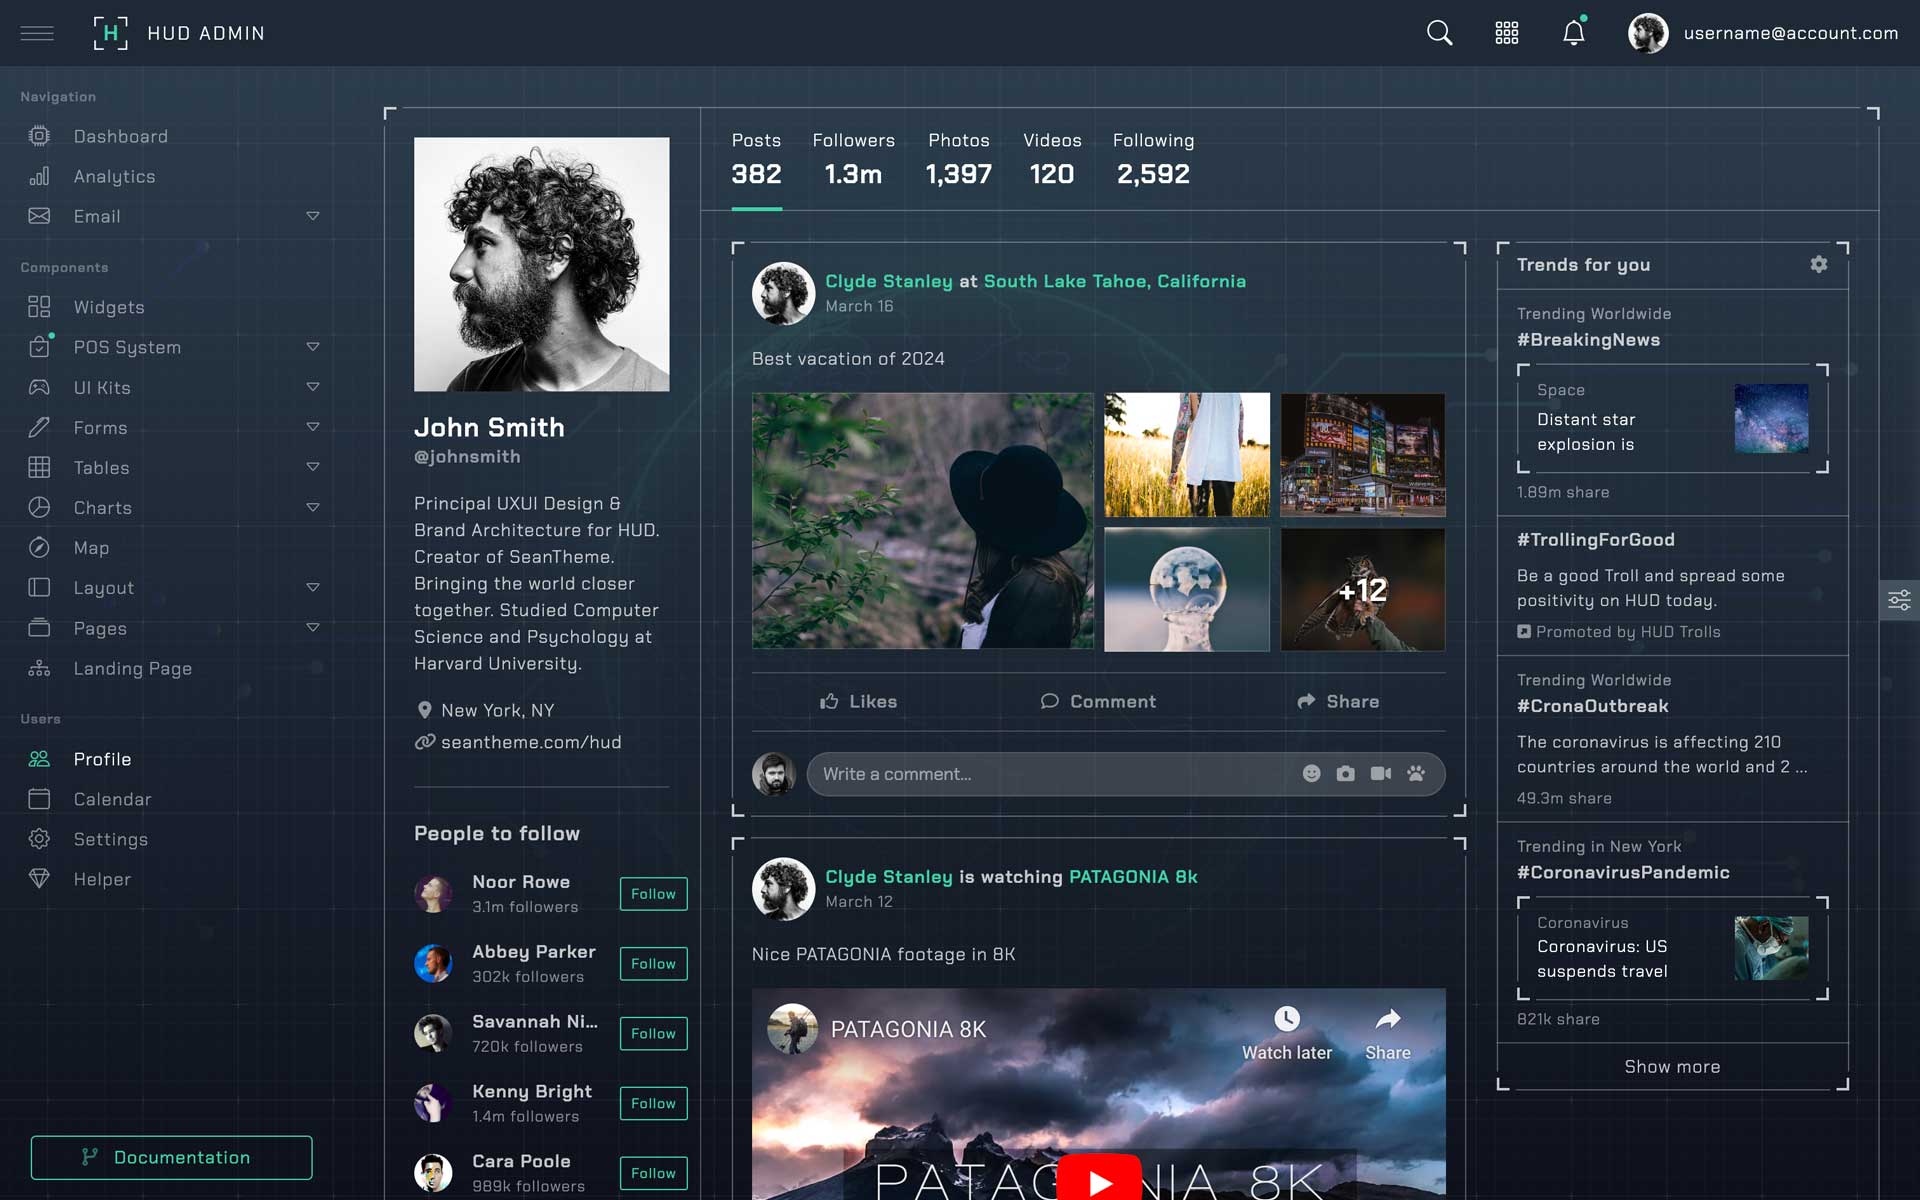 H HUD ADMIN
username@account.com
Navigation
Dashboard
Analytics
Email
Components
Widgets
POS System
UI Kits
Forms
Tables
Charts
Map
Layout
Pages
Landing Page
Users
Profile
Calendar
Settings
Helper
Documentation
John Smith
@johnsmith
Principal UXUI Design &
Brand Architecture for HUD.
Creator of SeanTheme.
Bringing the world closer
together. Studied Computer
Science and Psychology at
Harvard University.
New York, NY
seantheme.com/hud
People to follow
Noor Rowe
3.1m followers
Follow
Abbey Parker
302k followers
Follow
Savannah Ni...
720k followers
Follow
Kenny Bright
1.4m followers
Follow
Cara Poole
989k followers
Follow
Posts Followers Photos Videos Following
382 1.3m 1,397 120 2,592
Clyde Stanley at South Lake Tahoe, California
March 16
Best vacation of 2024
+12
Likes Comment Share
Write a comment...
Clyde Stanley is watching PATAGONIA 8k
March 12
Nice PATAGONIA footage in 8K
PATAGONIA 8K
Watch later Share
PATAGONIA 8K
Trends for you
Trending Worldwide
#BreakingNews
Space
Distant star
explosion is
1.89m share
#TrollingForGood
Be a good Troll and spread some
positivity on HUD today.
Promoted by HUD Trolls
Trending Worldwide
#CronaOutbreak
The coronavirus is affecting 210
countries around the world and 2 ...
49.3m share
Trending in New York
#CoronavirusPandemic
Coronavirus
Coronavirus: US
suspends travel
821k share
Show more